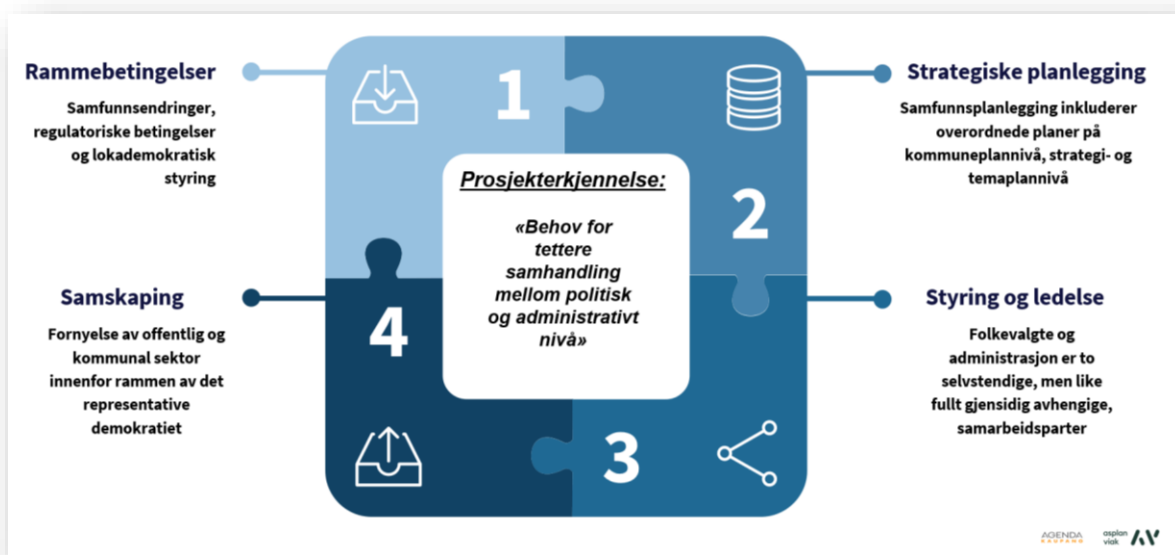 Rammebetingelser
Samfunnsendringer,
regulatoriske betingelser
og lokademokratisk
styring
1
Strategiske planlegging
Samfunnsplanlegging inkluderer
overordnede planer på
kommuneplannivå, strategi- og
temaplannivå
2
Prosjekterkjennelse:
«Behov for
tettere
samhandling
mellom politisk
og administrativt
nivå»
Styring og ledelse
Folkevalgte og
administrasjon er to
selvstendige, men like
fullt gjensidig avhengige,
samarbeidsparter
3
Samskaping
Fornyelse av offentlig og
kommunal sektor
innenfor rammen av det
representative
demokratiet
4
AGENDA
KAUPANG
asplan
viak